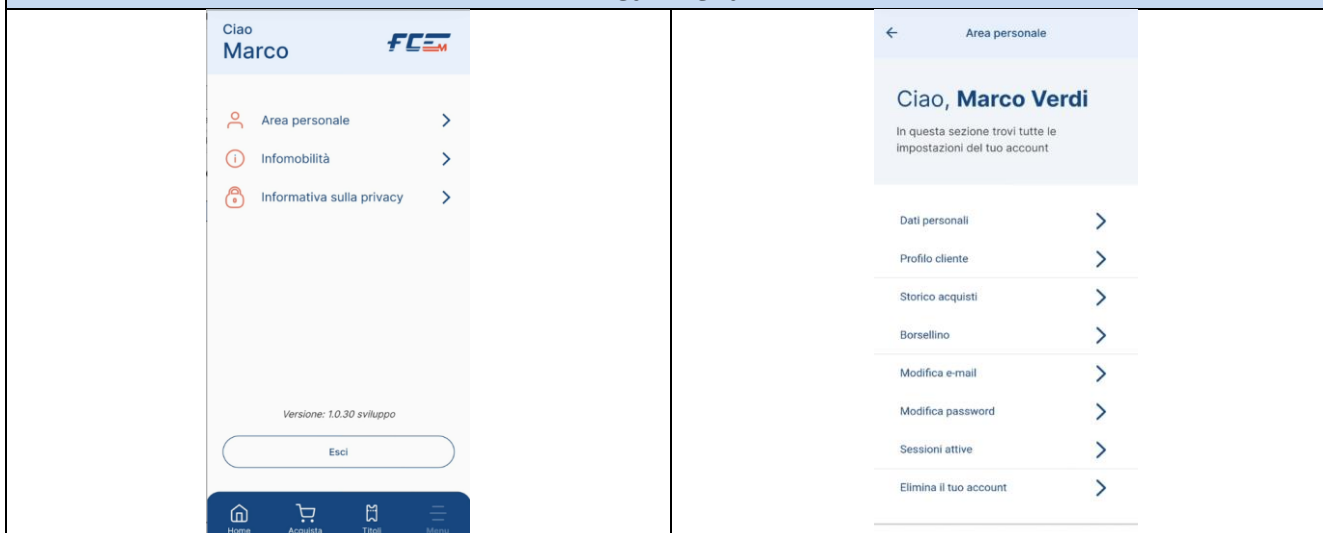 Ciao
Marco
FCEM
Area personale
Infomobilità
Informativa sulla privacy
Versione: 1.0.30 sviluppo
Esci
Home Acquista Titoli Menu
Area personale
Ciao, Marco Verdi
In questa sezione trovi tutte le
impostazioni del tuo account
Dati personali
Profilo cliente
Storico acquisti
Borsellino
Modifica e-mail
Modifica password
Sessioni attive
Elimina il tuo account